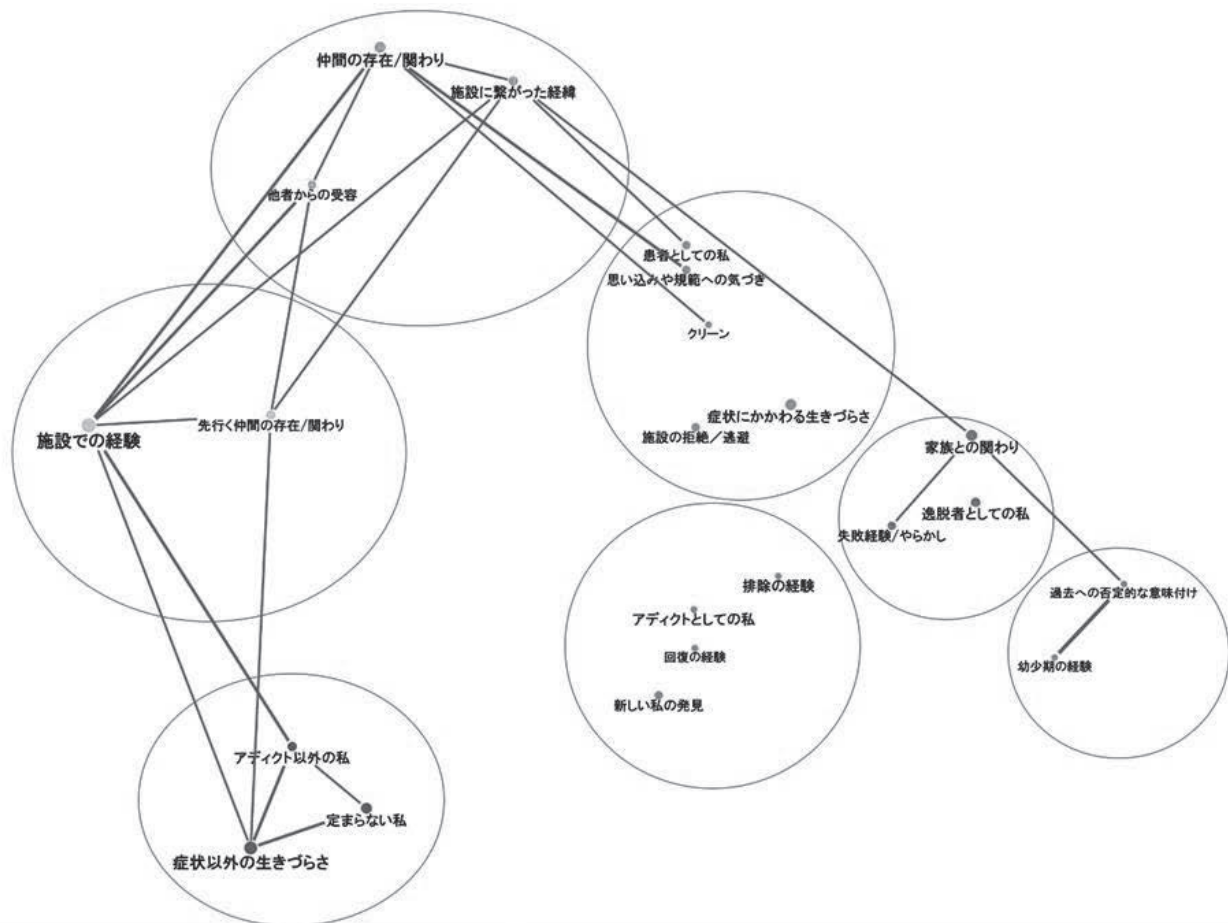 仲間の存在/関わり
施設に繋がった経緯
他者からの受容
患者としての私
思い込みや規範への気づき
クリーン
症状にかかわる生きづらさ
施設の拒絶／逃避
施設での経験
先行く仲間の存在/関わり
家族との関わり
逸脱者としての私
失敗経験/やらかし
排除の経験
アディクトとしての私
回復の経験
新しい私の発見
過去への否定的な意味付け
幼少期の経験
アディクト以外の私
定まらない私
症状以外の生きづらさ